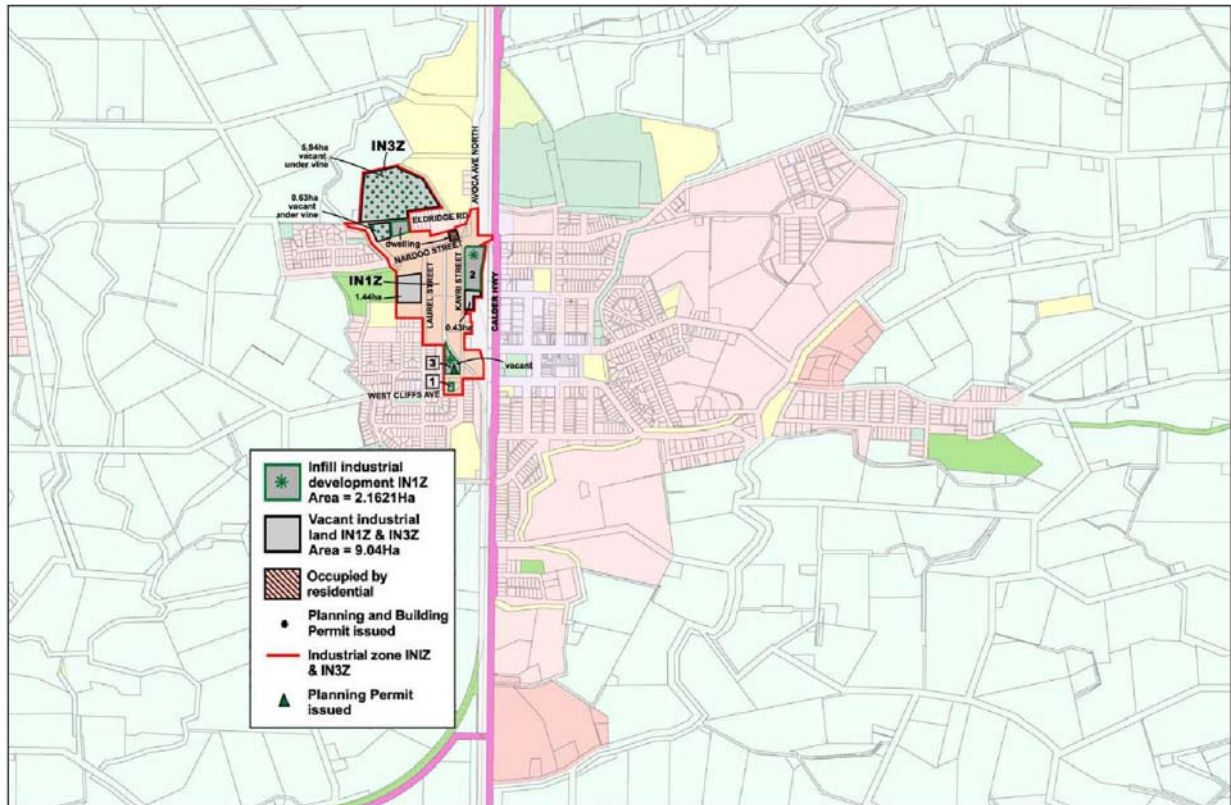 5.94ha
vacant
under vine
IN3Z
AVOCA AVE NORTH
0.63ha
vacant
under vine
ELDRIDGE RD
dwelling
NARDOO STREET
IN1Z
1.44ha
LAUREL STREET
KAVRI STREET
2
CALDER HWY
0.43ha
3
vacant
1
WEST CLIFFS AVE
Infill industrial
development IN1Z
Area = 2.1621Ha
Vacant industrial
land IN1Z & IN3Z
Area = 9.04Ha
Occupied by
residential
Planning and Building
Permit issued
Industrial zone INIZ
& IN3Z
Planning Permit
issued